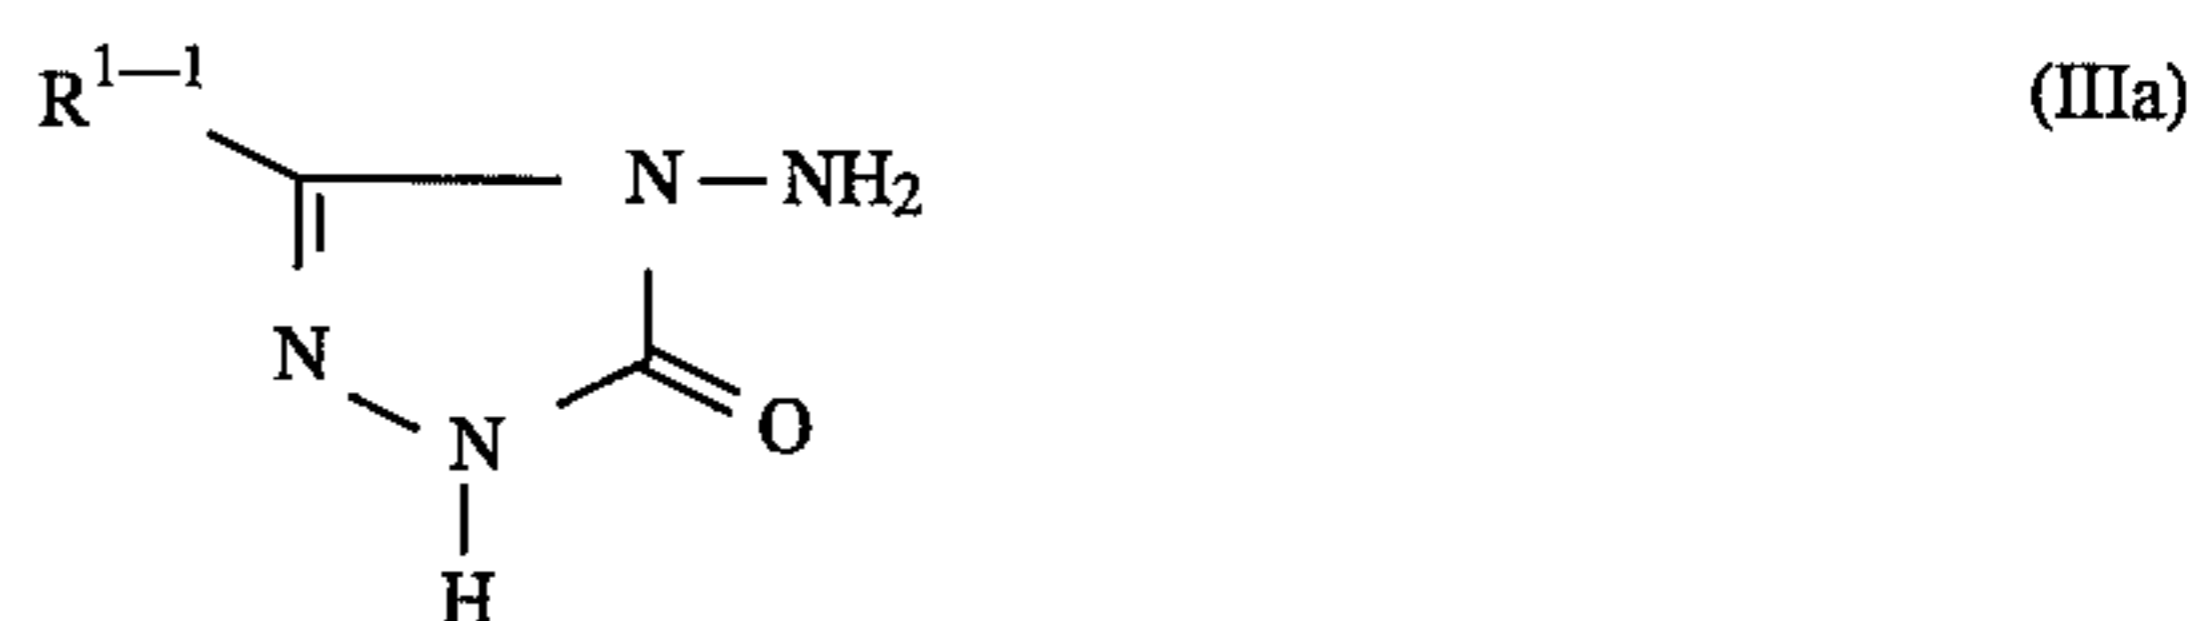 R¹—¹ (IIIa)
N—NH₂
N
O
N
H